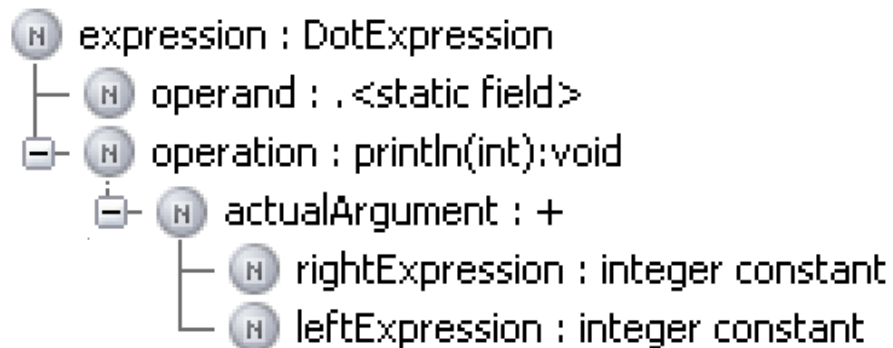 N expression : DotExpression
N operand : .<static field>
N operation : println(int):void
N actualArgument : +
N rightExpression : integer constant
N leftExpression : integer constant